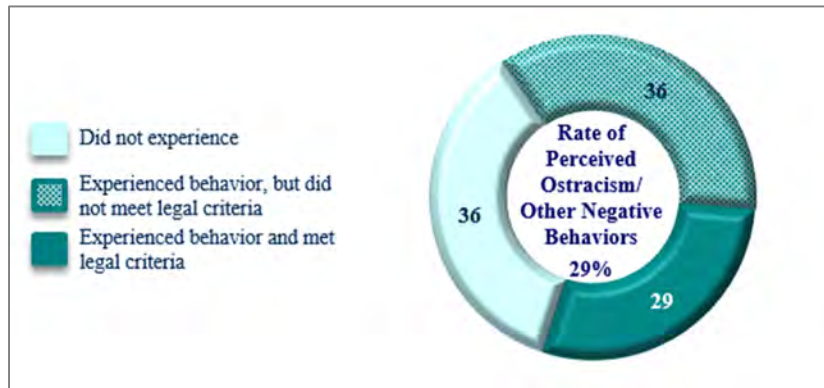 Did not experience
Experienced behavior, but did
not meet legal criteria
Experienced behavior and met
legal criteria
36
36
29
Rate of
Perceived
Ostracism/
Other Negative
Behaviors
29%